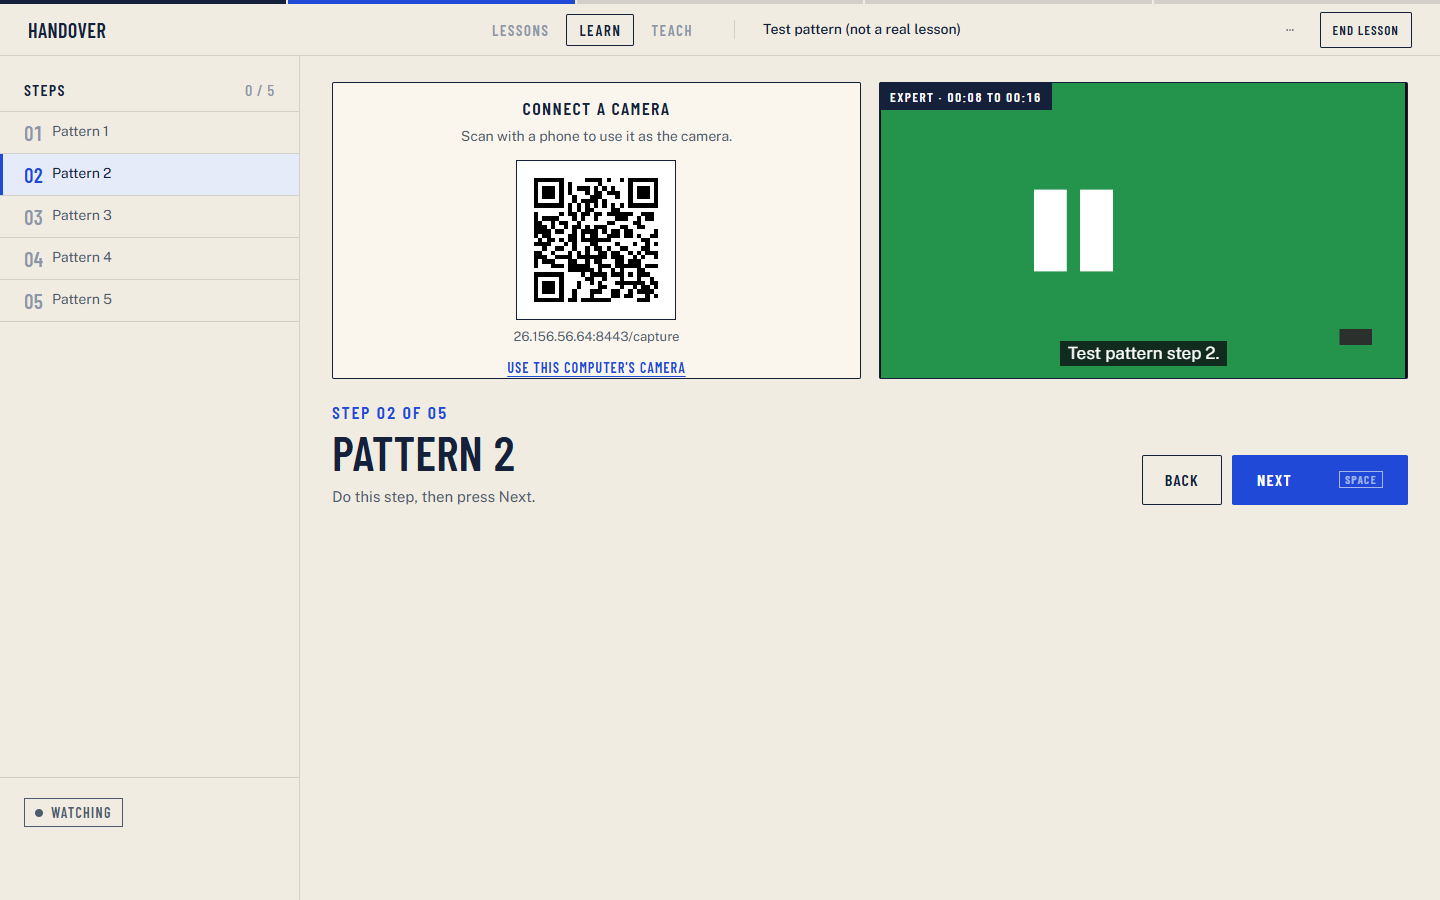 HANDOVER
LESSONS
LEARN
TEACH
Test pattern (not a real lesson)
...
END LESSON
STEPS
0 / 5
01 Pattern 1
02 Pattern 2
03 Pattern 3
04 Pattern 4
05 Pattern 5
WATCHING
CONNECT A CAMERA
Scan with a phone to use it as the camera.
26.156.56.64:8443/capture
USE THIS COMPUTER'S CAMERA
EXPERT · 00:08 TO 00:16
Test pattern step 2.
STEP 02 OF 05
PATTERN 2
Do this step, then press Next.
BACK
NEXT
SPACE